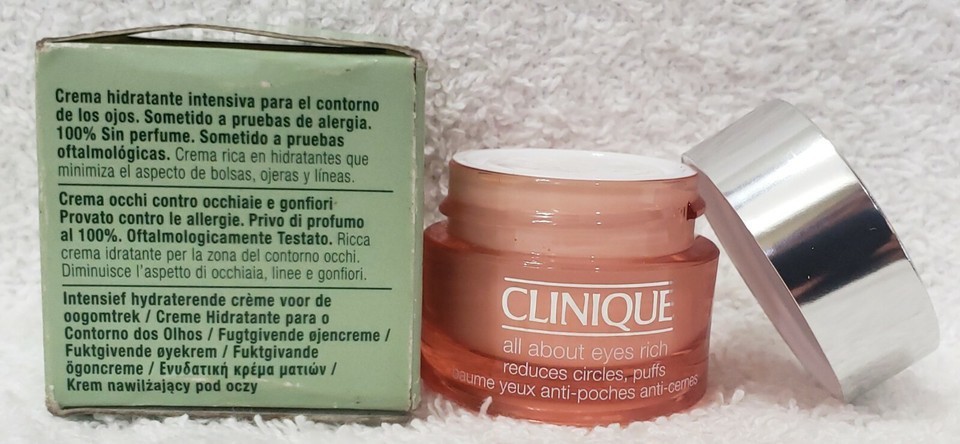 Crema hidratante intensiva para el contorno
de los ojos. Sometido a pruebas de alergia.
100% Sin perfume. Sometido a pruebas
oftalmológicas. Crema rica en hidratantes que
minimiza el aspecto de bolsas, ojeras y líneas.
Crema occhi contro occhiaie e gonfiori
Provato contro le allergie. Privo di profumo
al 100%. Oftalmologicamente Testato. Ricca
crema idratante per la zona del contorno occhi.
Diminuisce l'aspetto di occhiaia, linee e gonfiori.
Intensief hydraterende crème voor de
oogomtrek / Creme Hidratante para o
Contorno dos Olhos / Fugtgivende øjencreme /
Fuktgivende øyekrem / Fuktgivande
ögoncreme / Ενυδατική κρέμα ματιών /
Krem nawilżający pod oczy
CLINIQUE
all about eyes rich
reduces circles, puffs
baume yeux anti-poches anti-cernes